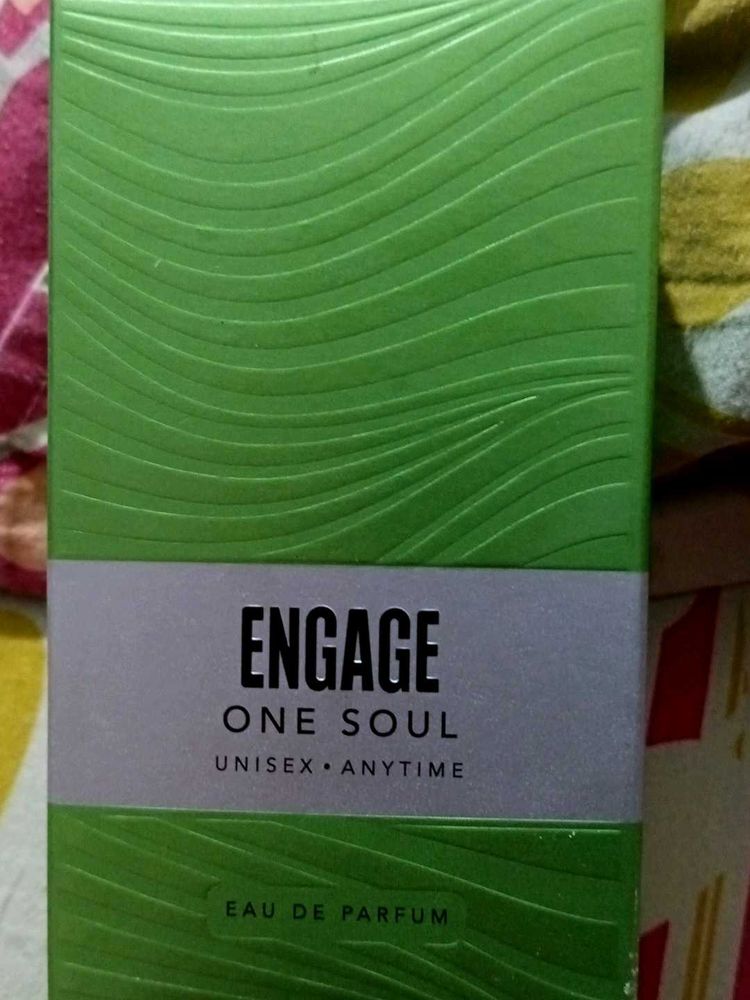 ENGAGE
ONE SOUL
UNISEX • ANYTIME
EAU DE PARFUM